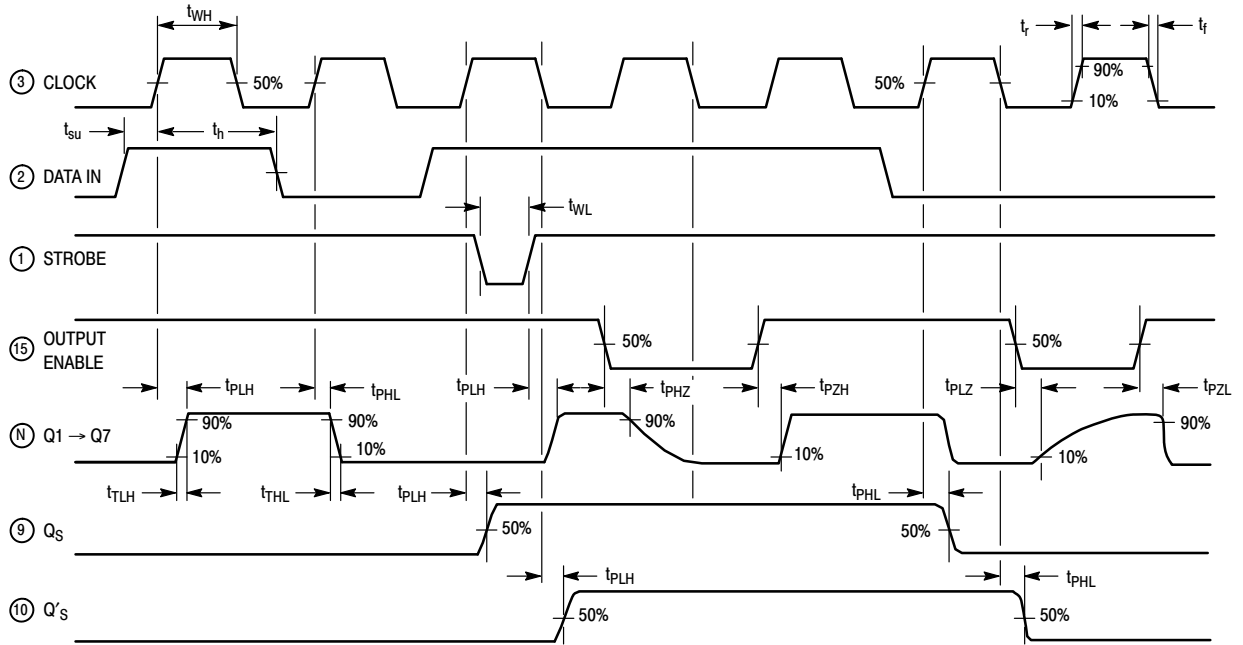 tWH
tr
tf
3 CLOCK
50%
50%
90%
10%
tsu
th
2 DATA IN
tWL
1 STROBE
15 OUTPUT
ENABLE
50%
50%
tPLH
tPHL
tPLH
tPHZ
tPZH
tPLZ
tPZL
N Q1 → Q7
90%
90%
90%
90%
10%
10%
10%
10%
tTLH
tTHL
tPLH
tPHL
9 QS
50%
50%
tPLH
tPHL
10 Q′S
50%
50%